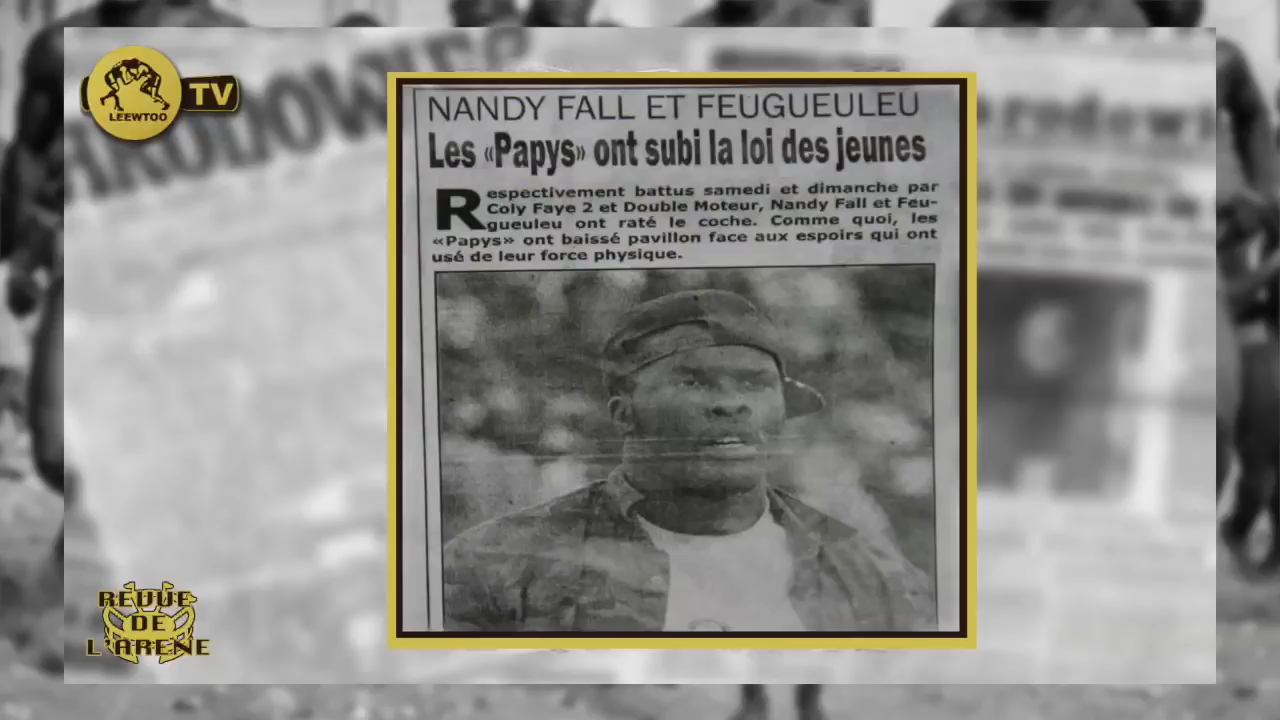 LEEWTOO
TV
NANDY FALL ET FEUGUEULEU
Les «Papys» ont subi la loi des jeunes
Respectivement battus samedi et dimanche par
Coly Faye 2 et Double Moteur, Nandy Fall et Feu-
gueuleu ont raté le coche. Comme quoi, les
«Papys» ont baissé pavillon face aux espoirs qui ont
usé de leur force physique.
REVUE
DE
L'ARENE